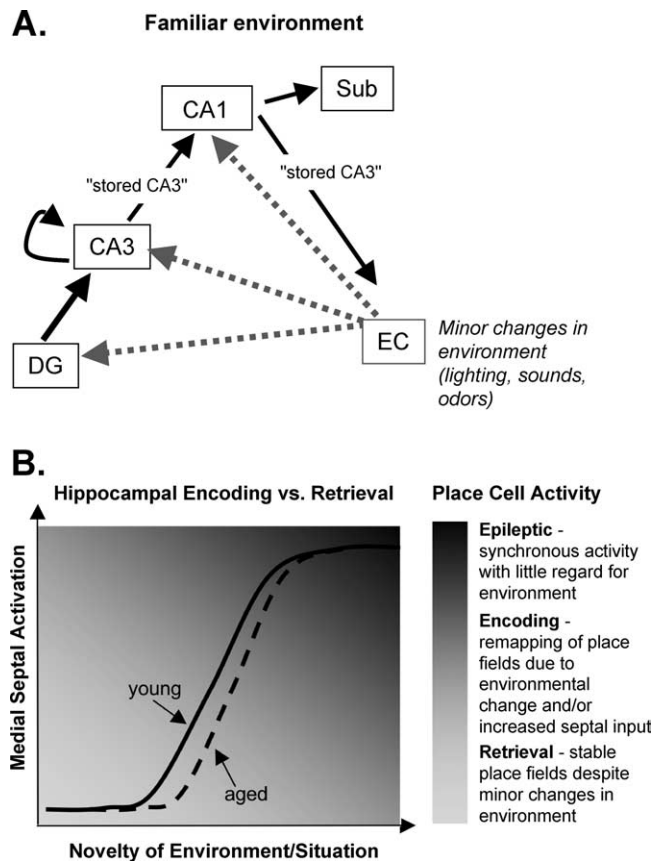 A.
Familiar environment
Sub
CA1
"stored CA3"
"stored CA3"
CA3
EC
Minor changes in
environment
(lighting, sounds,
odors)
DG
B.
Hippocampal Encoding vs. Retrieval
Medial Septal Activation
young
aged
Novelty of Environment/Situation
Place Cell Activity
Epileptic -
synchronous activity
with little regard for
environment
Encoding -
remapping of place
fields due to
environmental
change and/or
increased septal input
Retrieval - stable
place fields despite
minor changes in
environment